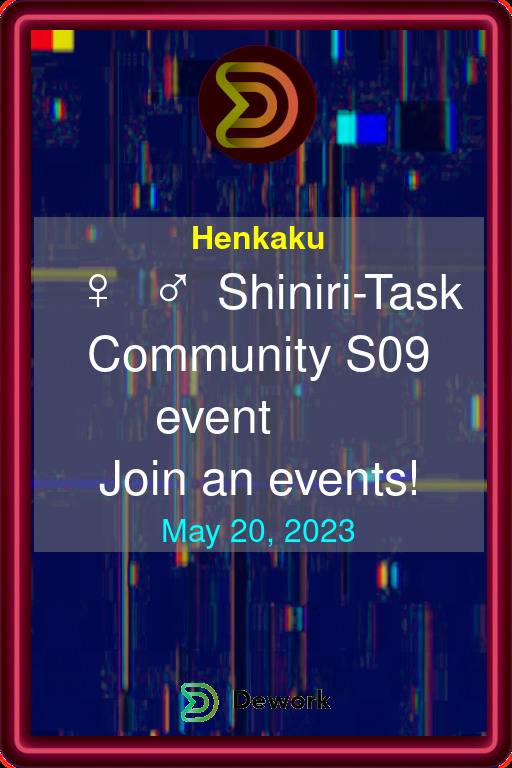 Henkaku
♀ ♂ Shiniri-Task
Community S09
event
Join an events!
May 20, 2023
Dework